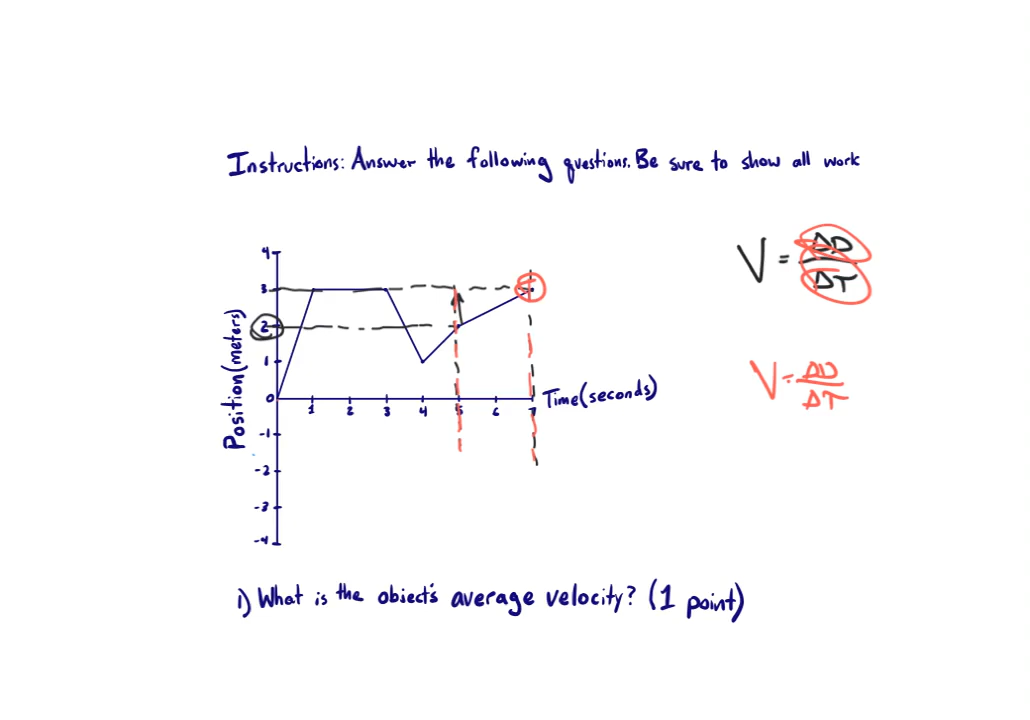 Instructions: Answer the following questions. Be sure to show all work
V = ΔD
ΔT
V = ΔD
ΔT
4
3
2
1
0
-1
-2
-3
-4
Position(meters)
1 2 3 4 5 6 7
Time(seconds)
1) What is the object's average velocity? (1 point)